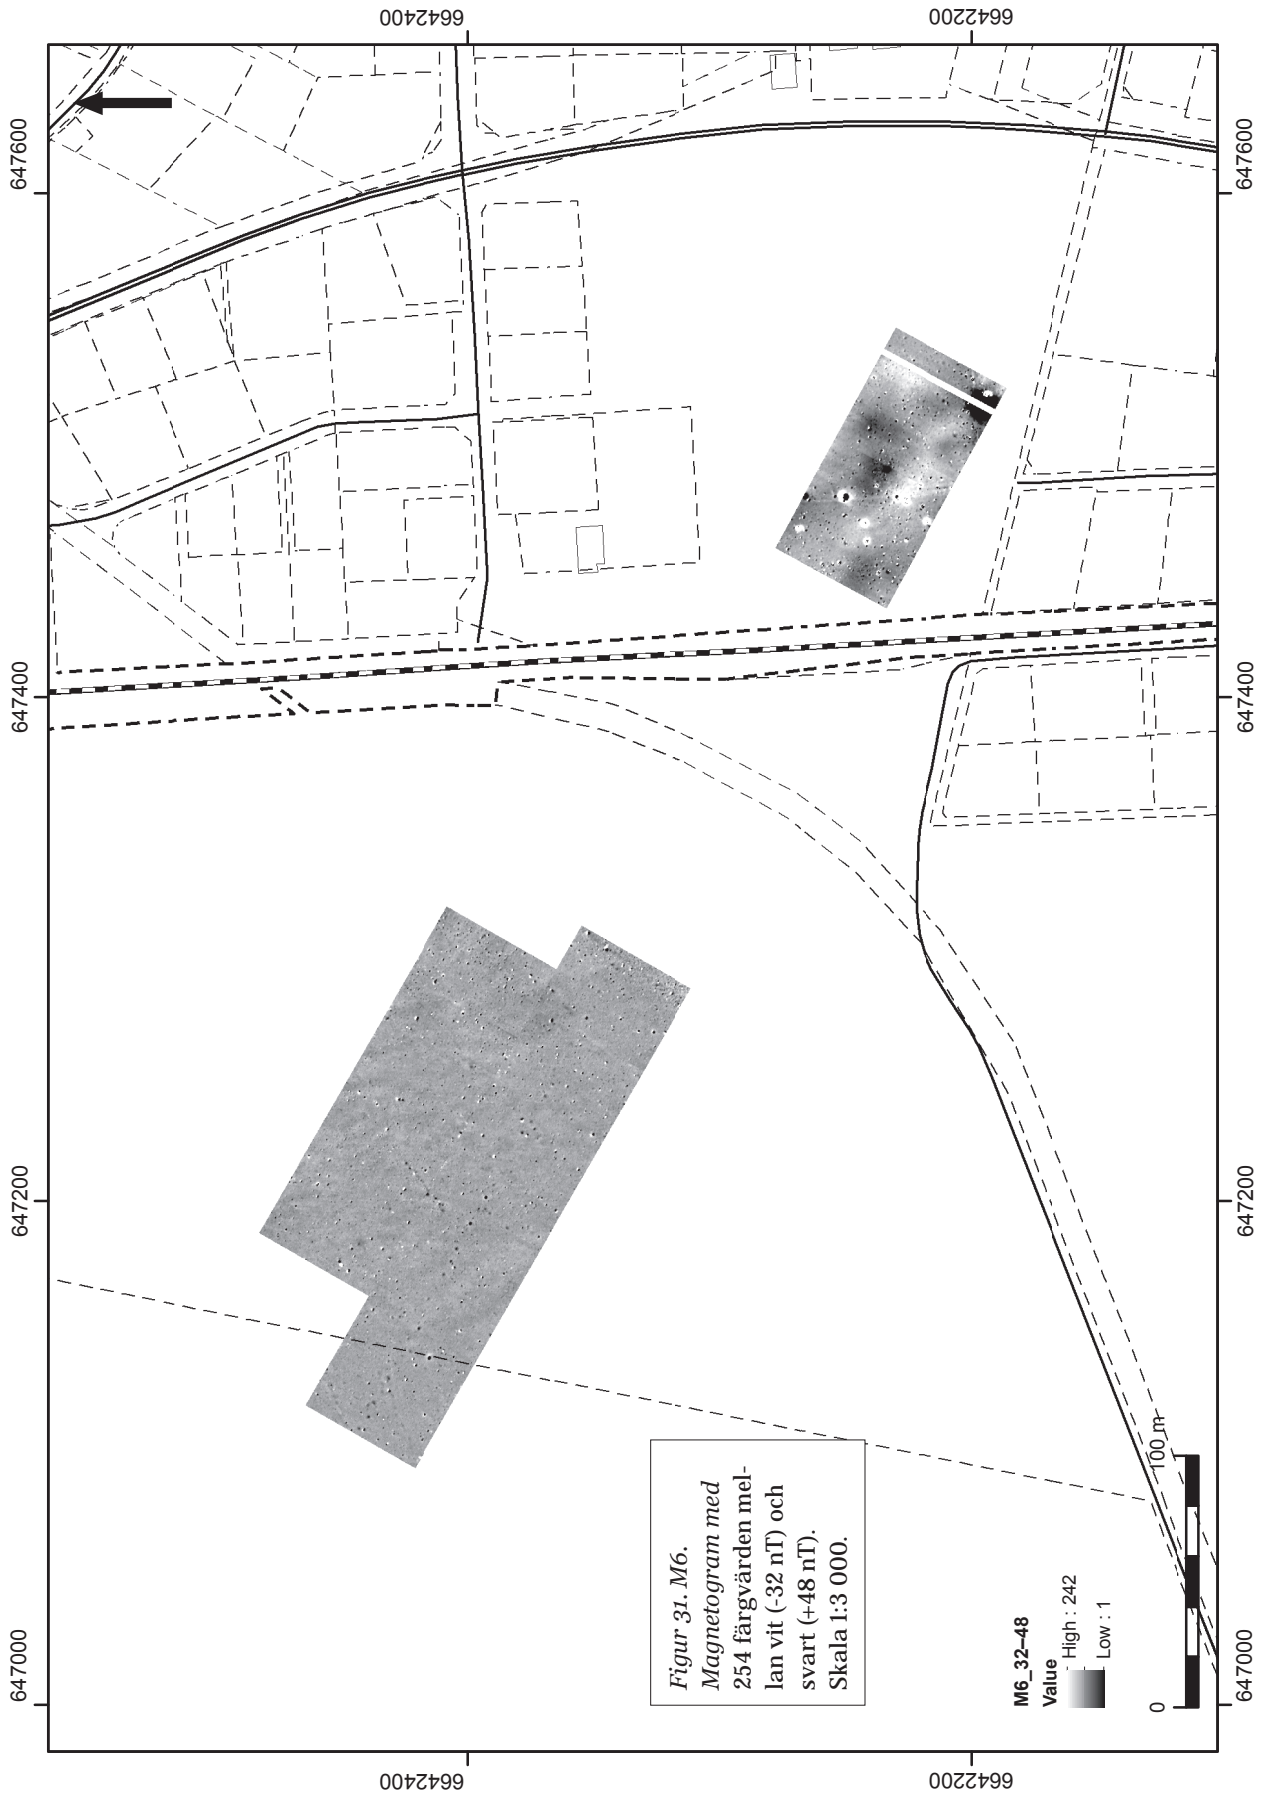 647000
647200
647400
647600
6642400
6642200
6642400
6642200
Figur 31. M6.
Magnetogram med
254 färgvärden mel-
lan vit (-32 nT) och
svart (+48 nT).
Skala 1:3 000.
M6_32–48
Value
High : 242
Low : 1
0
100 m
647000
647200
647400
647600